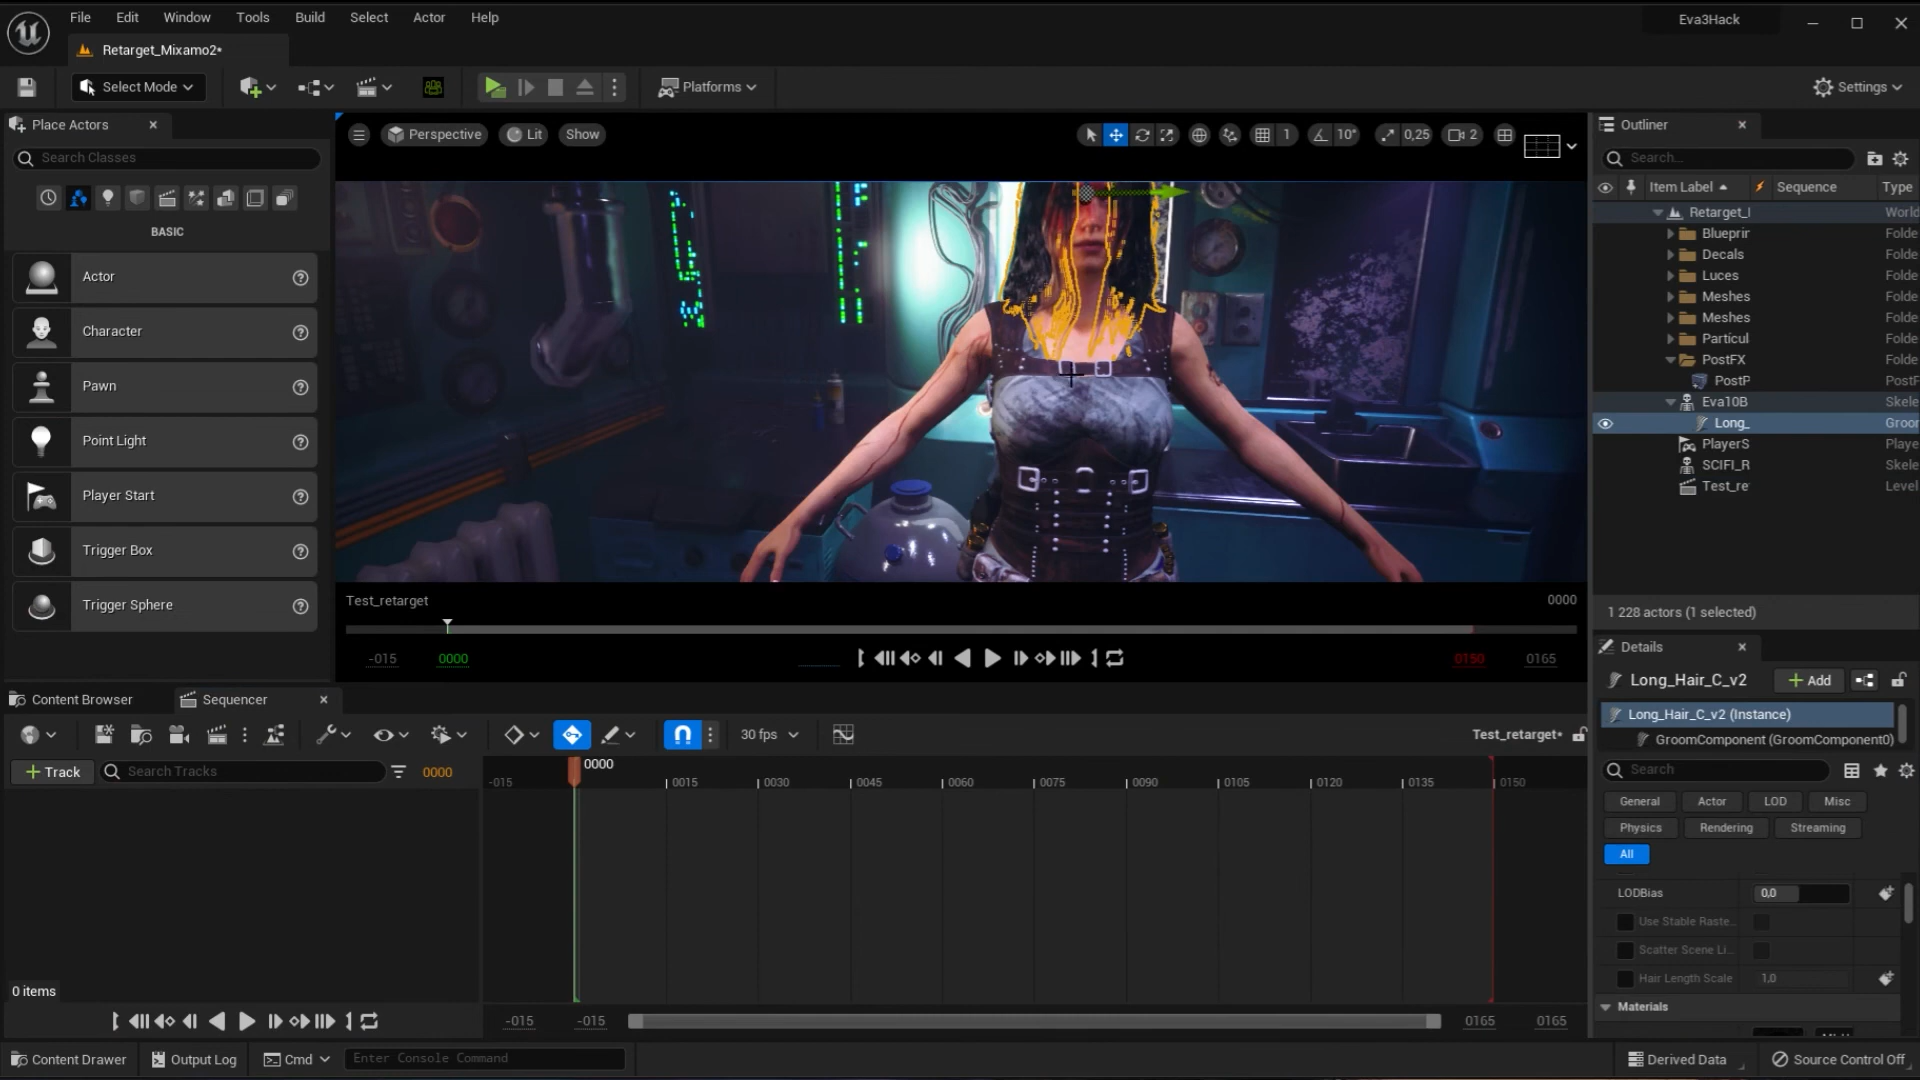 File Edit Window Tools Build Select Actor Help
Eva3Hack
Retarget_Mixamo2*
Select Mode
Platforms
Settings
Place Actors
Perspective Lit Show
1 10° 0,25 2
Outliner
Search Classes
Search...
Item Label Sequence Type
BASIC
Retarget_l World
Blueprir Folde
Decals Folde
Luces Folde
Meshes Folde
Meshes Folde
Particul Folde
PostFX Folde
PostP PostF
Eva10B Skele
Long_ Groor
PlayerS Playe
SCIFI_R Skele
Test_re Level
Actor
Character
Pawn
Point Light
Player Start
Trigger Box
Trigger Sphere
Test_retarget 0000
1 228 actors (1 selected)
-015 0000 0150 0165
Details
Long_Hair_C_v2 Add
Long_Hair_C_v2 (Instance)
GroomComponent (GroomComponent0)
Search
General Actor LOD Misc
Physics Rendering Streaming
All
LODBias 0,0
Use Stable Raste..
Scatter Scene Li..
Hair Length Scale 1,0
Materials
Content Browser Sequencer
30 fps
Test_retarget*
Track Search Tracks 0000
0000
-015 0015 0030 0045 0060 0075 0090 0105 0120 0135 0150
0 items
-015 -015 0165 0165
Content Drawer Output Log Cmd Enter Console Command
Derived Data Source Control Off